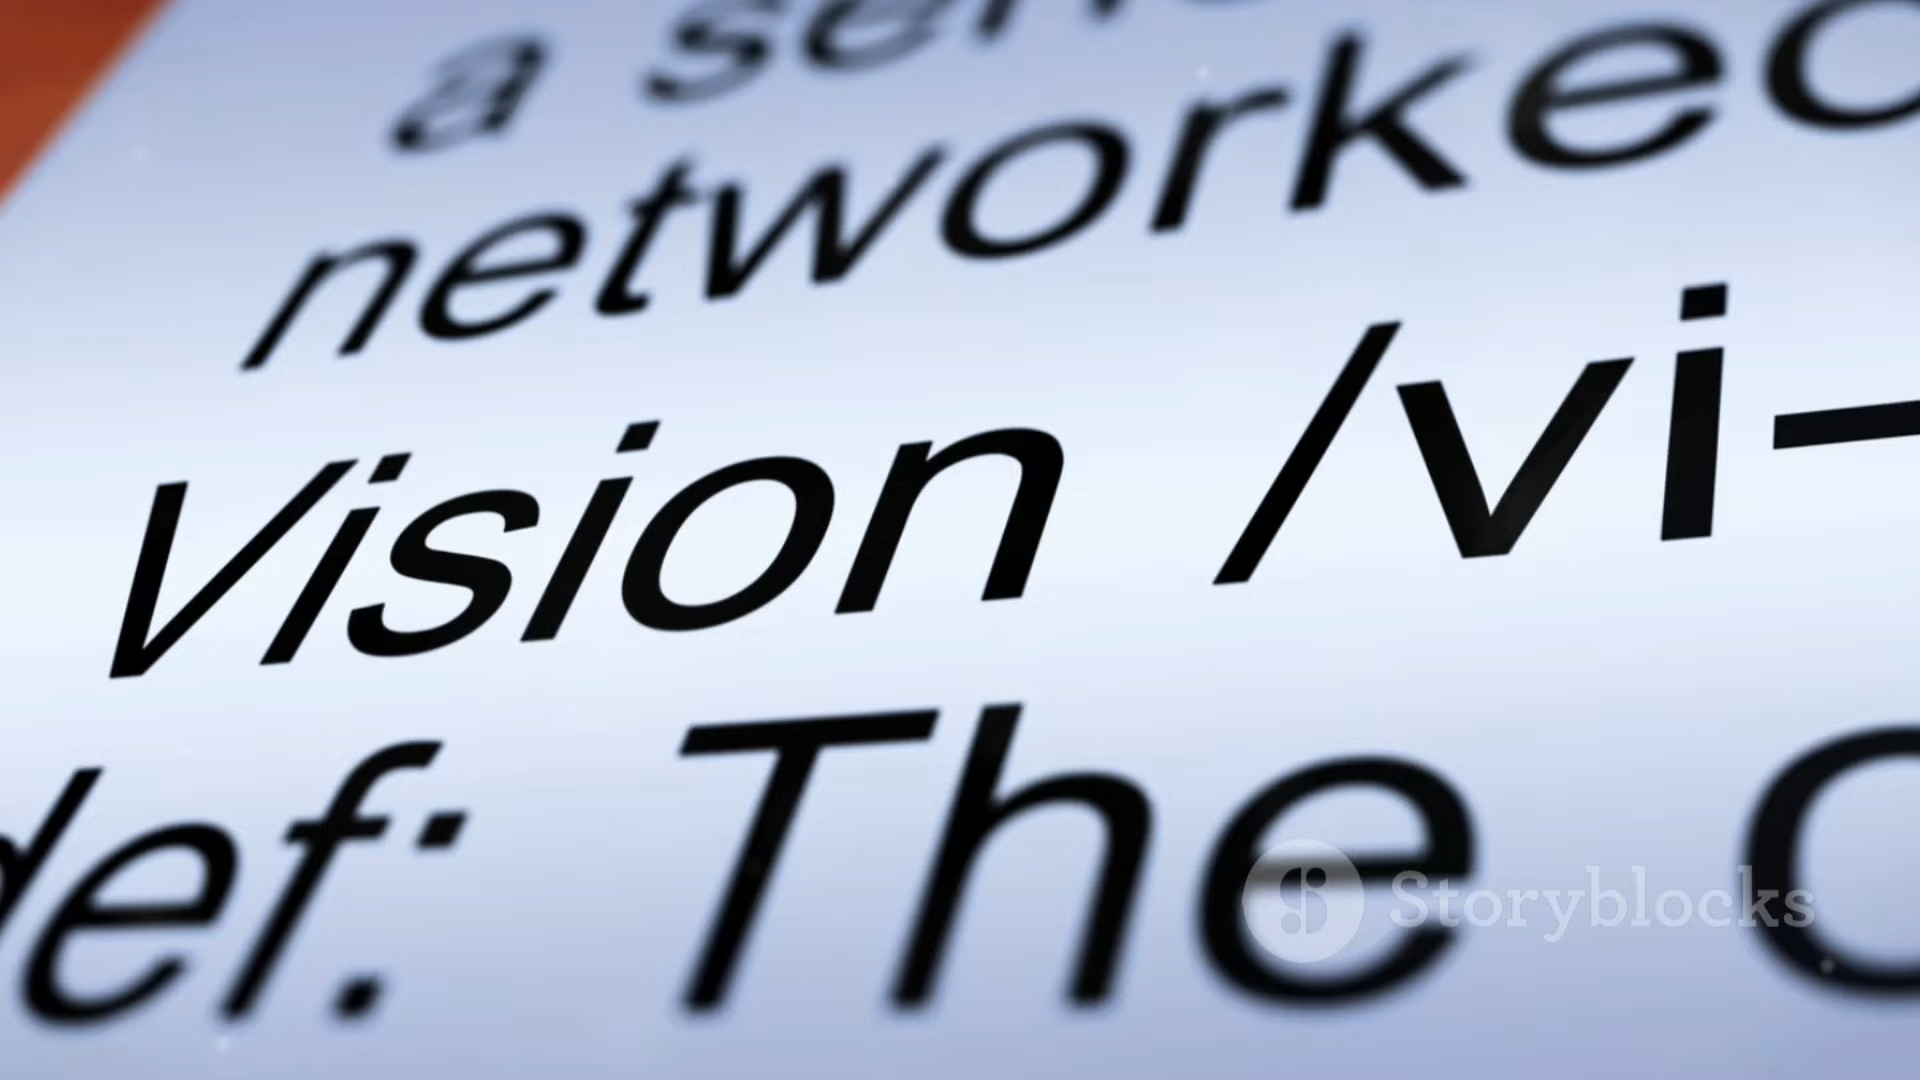 a
networked
Vision /vi-
def: The
Storyblocks